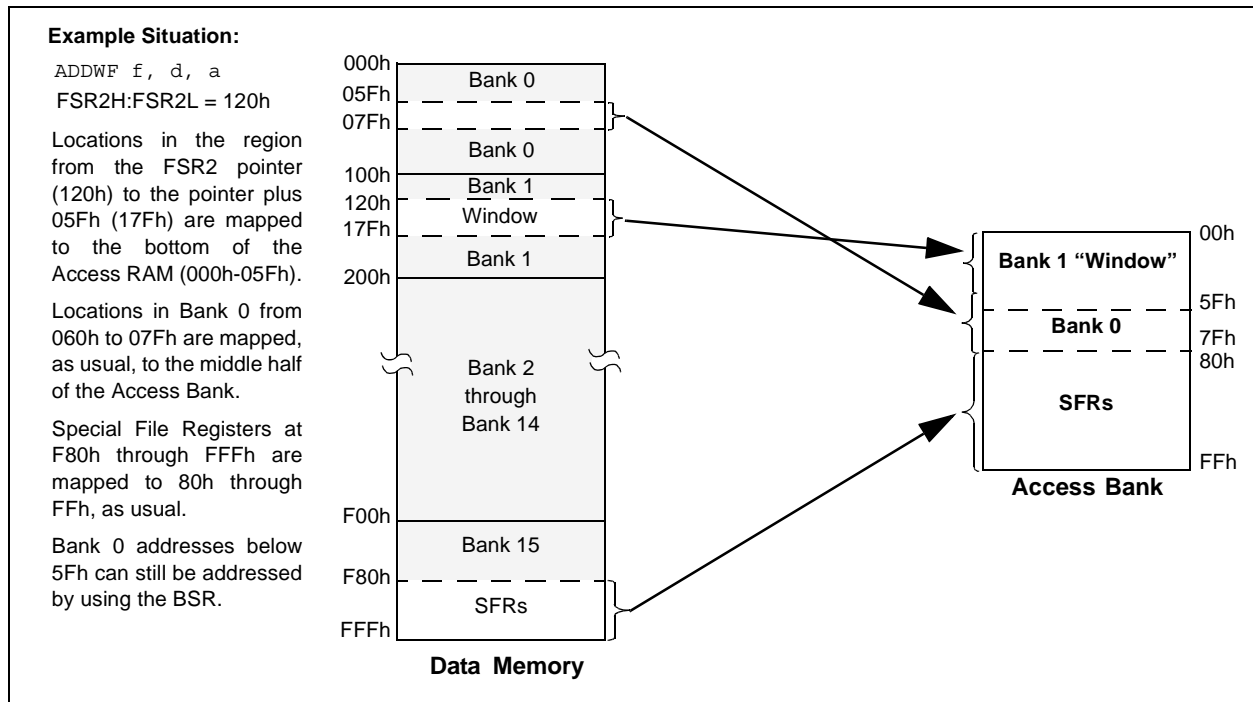 Example Situation:
ADDWF f, d, a
FSR2H:FSR2L = 120h
Locations in the region
from the FSR2 pointer
(120h) to the pointer plus
05Fh (17Fh) are mapped
to the bottom of the
Access RAM (000h-05Fh).
Locations in Bank 0 from
060h to 07Fh are mapped,
as usual, to the middle half
of the Access Bank.
Special File Registers at
F80h through FFFh are
mapped to 80h through
FFh, as usual.
Bank 0 addresses below
5Fh can still be addressed
by using the BSR.
000h
Bank 0
05Fh
07Fh
Bank 0
100h
Bank 1
120h
Window
17Fh
Bank 1
200h
Bank 2
through
Bank 14
F00h
Bank 15
F80h
SFRs
FFFh
Data Memory
00h
Bank 1 “Window”
5Fh
Bank 0
7Fh
80h
SFRs
FFh
Access Bank